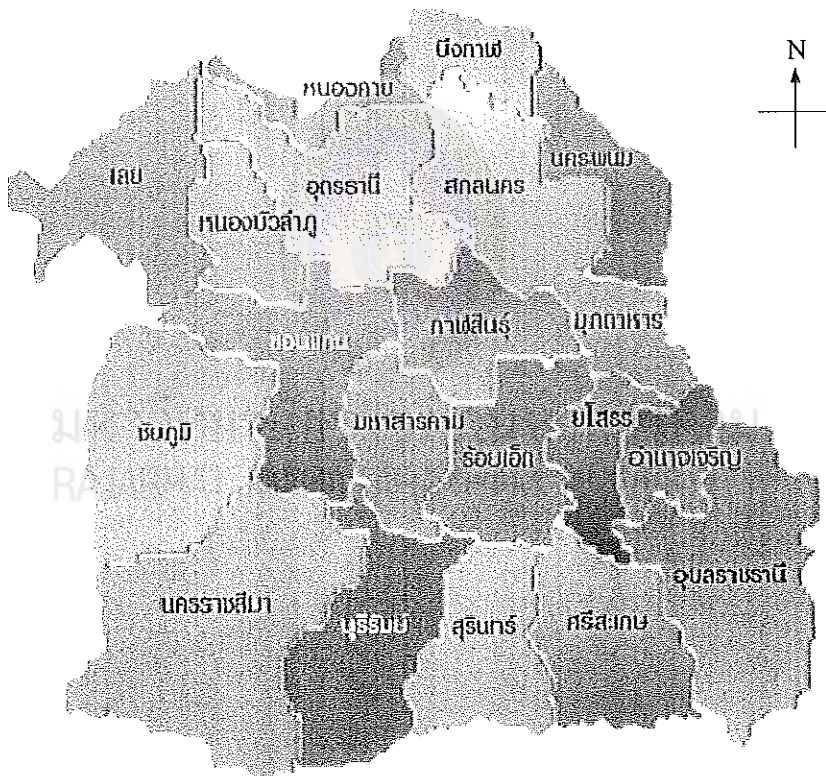 บึงกาฬ
N
หนองคาย
นครพนม
เลย
อุดรธานี
สกลนคร
หนองบัวลำภู
กาฬสินธุ์
มุกดาหาร
ขอนแก่น
มหาสารคาม
ยโสธร
ชัยภูมิ
ร้อยเอ็ด
อำนาจเจริญ
อุบลราชธานี
นครราชสีมา
บุรีรัมย์
สุรินทร์
ศรีสะเกษ